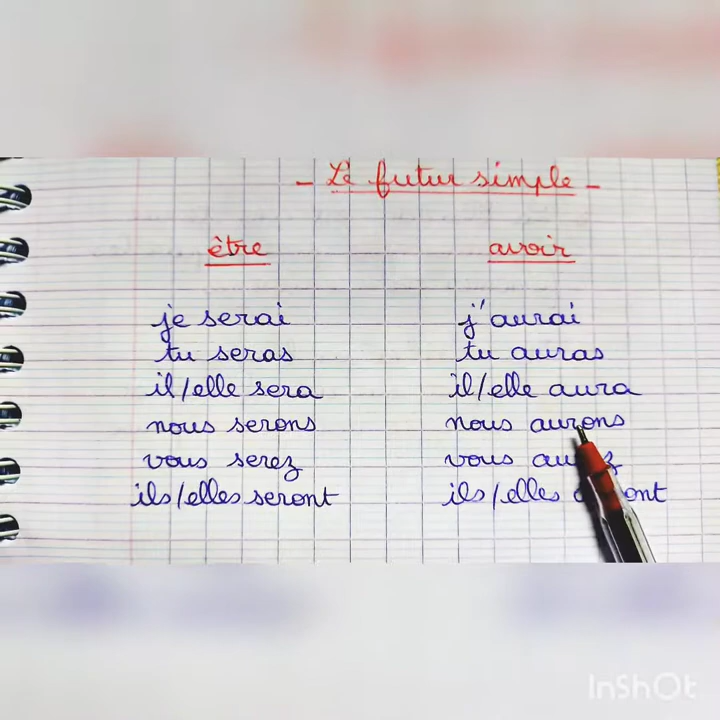 - Le futur simple -
être
avoir
je serai
j'aurai
tu seras
tu auras
il/elle sera
il/elle aura
nous serons
nous aurons
vous serez
vous
ils/elles seront
ils/elles
InShOt